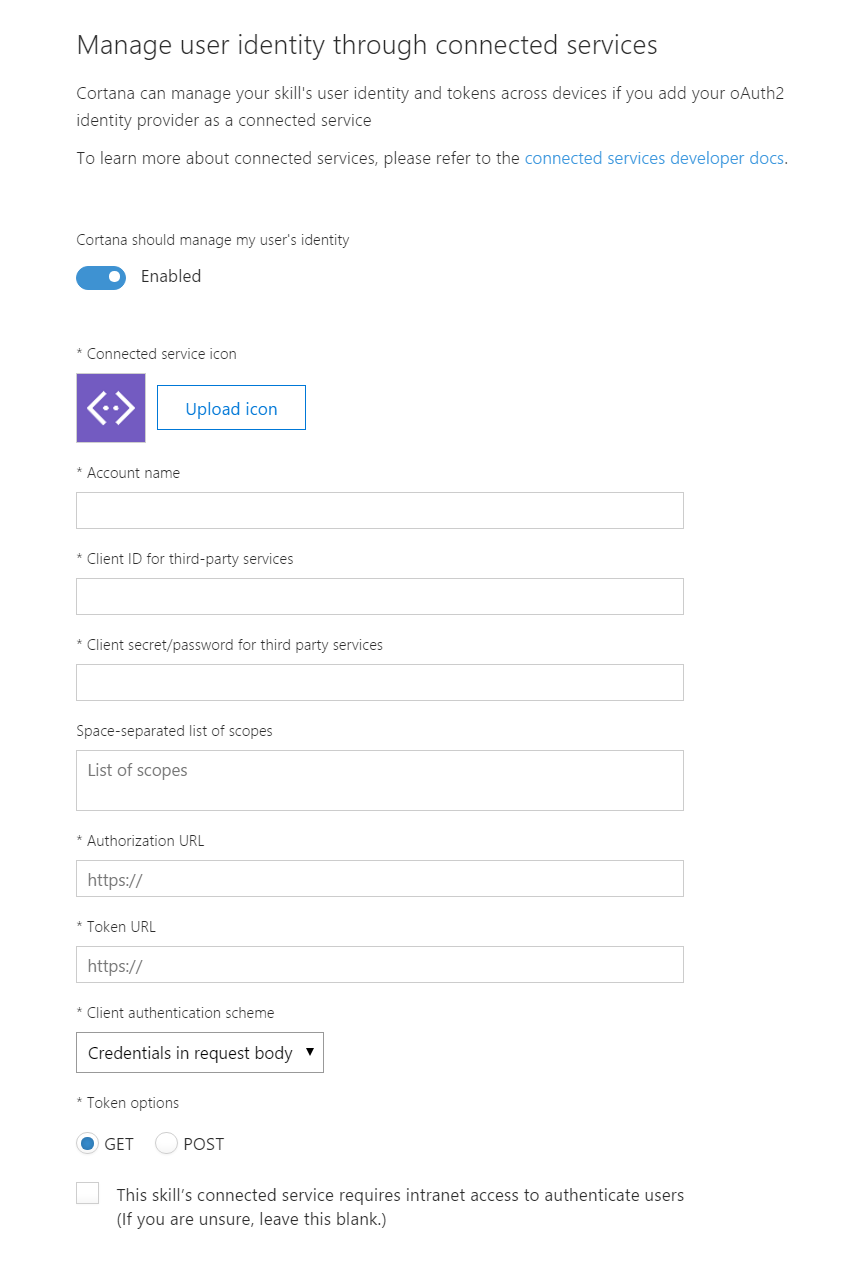 Manage user identity through connected services
Cortana can manage your skill's user identity and tokens across devices if you add your oAuth2
identity provider as a connected service
To learn more about connected services, please refer to the connected services developer docs.
Cortana should manage my user's identity
Enabled
* Connected service icon
Upload icon
* Account name
* Client ID for third-party services
* Client secret/password for third party services
Space-separated list of scopes
List of scopes
* Authorization URL
https://
* Token URL
https://
* Client authentication scheme
Credentials in request body
* Token options
GET POST
This skill’s connected service requires intranet access to authenticate users
(If you are unsure, leave this blank.)